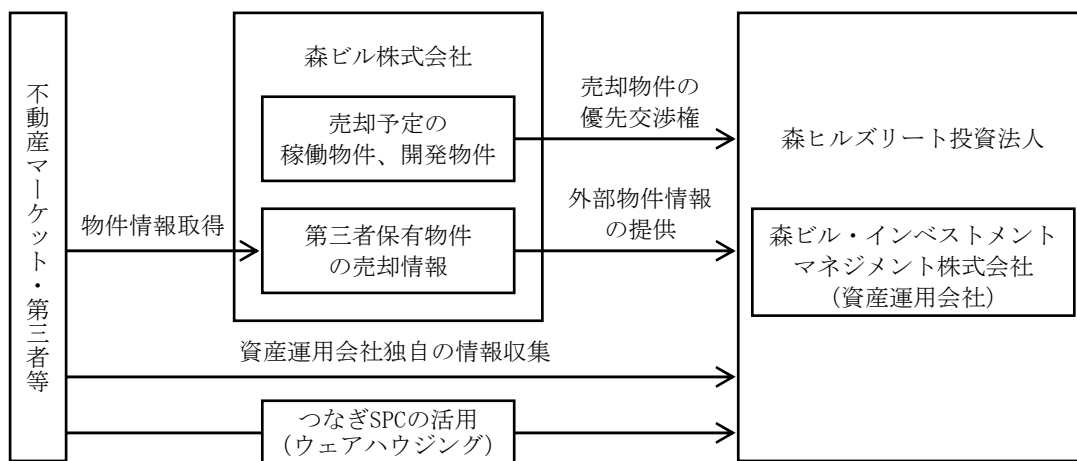 不動産マーケット・第三者等
物件情報取得
森ビル株式会社
売却予定の
稼働物件、開発物件
第三者保有物件
の売却情報
売却物件の
優先交渉権
外部物件情報
の提供
資産運用会社独自の情報収集
つなぎSPCの活用
(ウェアハウジング)
森ヒルズリート投資法人
森ビル・インベストメント
マネジメント株式会社
(資産運用会社)